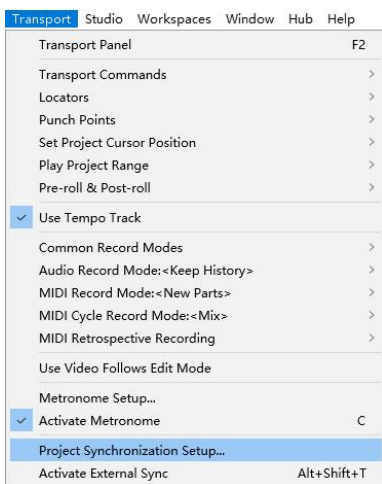 Transport Studio Workspaces Window Hub Help
Transport Panel F2
Transport Commands
Locators
Punch Points
Set Project Cursor Position
Play Project Range
Pre-roll & Post-roll
Use Tempo Track
Common Record Modes
Audio Record Mode:<Keep History>
MIDI Record Mode:<New Parts>
MIDI Cycle Record Mode:<Mix>
MIDI Retrospective Recording
Use Video Follows Edit Mode
Metronome Setup...
Activate Metronome C
Project Synchronization Setup...
Activate External Sync Alt+Shift+T